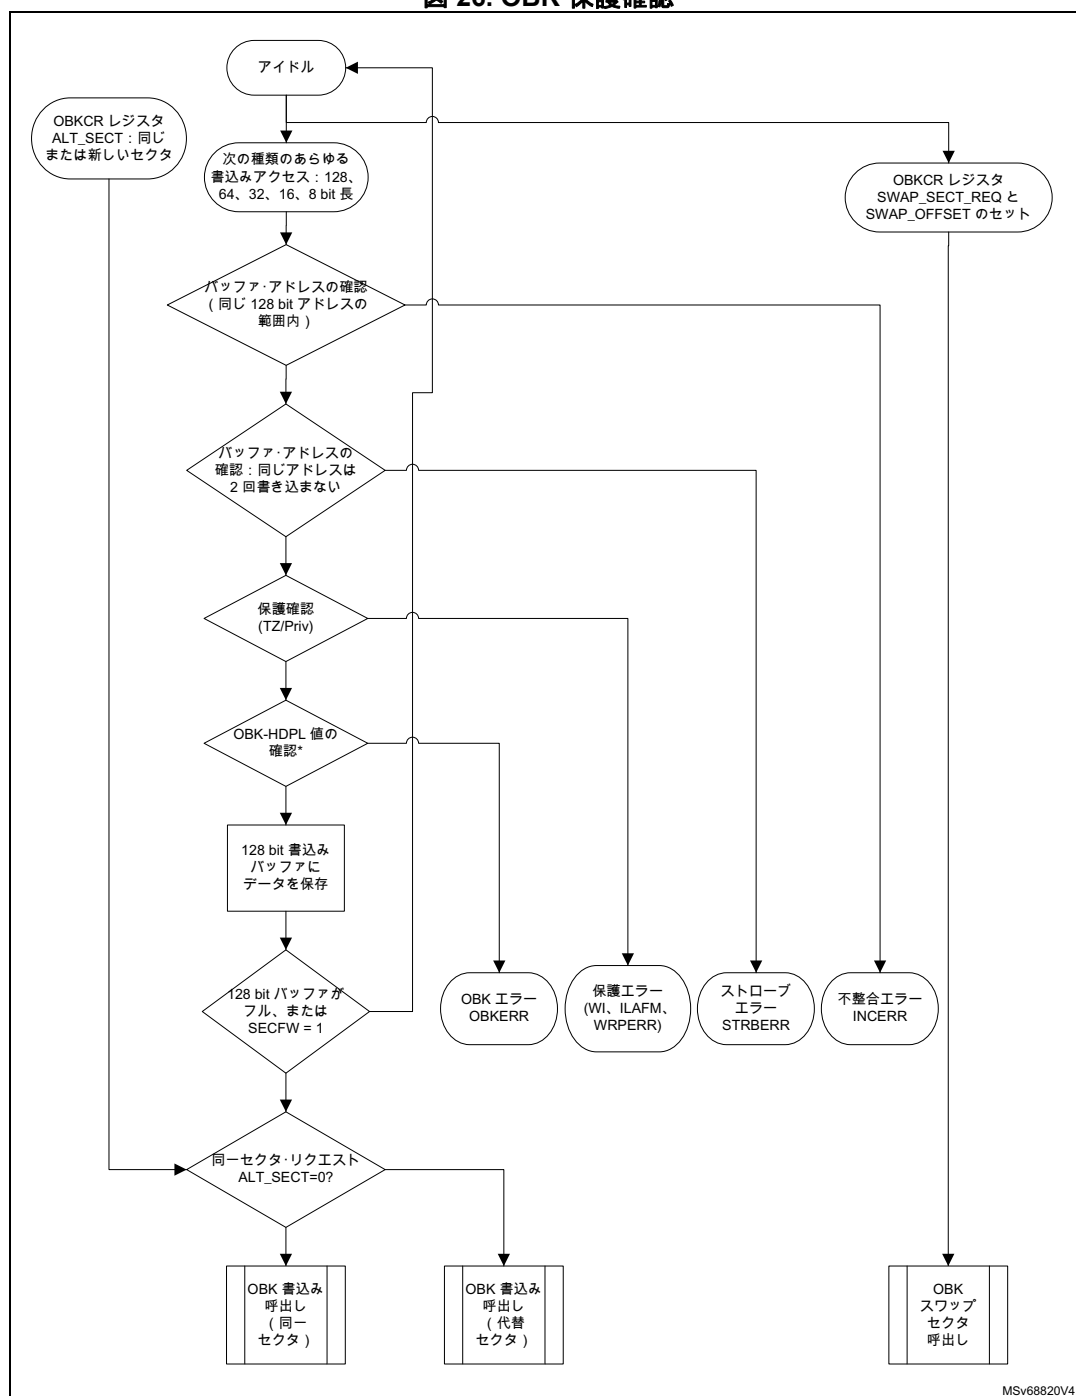 図 26. OBK 保護確認
アイドル
OBKCR レジスタ
ALT_SECT：同じ
または新しいセクタ
次の種類のあらゆる
書込みアクセス：128、
64、32、16、8 bit 長
OBKCR レジスタ
SWAP_SECT_REQ と
SWAP_OFFSET のセット
バッファ･アドレスの確認
（同じ 128 bit アドレスの
範囲内）
バッファ･アドレスの
確認：同じアドレスは
2 回書き込まない
保護確認
(TZ/Priv)
OBK-HDPL 値の
確認*
128 bit 書込み
バッファに
データを保存
128 bit バッファが
フル、または
SECFW = 1
OBK エラー
OBKERR
保護エラー
(WI、ILAFM、
WRPERR)
ストローブ
エラー
STRBERR
不整合エラー
INCERR
同一セクタ･リクエスト
ALT_SECT=0?
OBK 書込み
呼出し
（同一
セクタ）
OBK 書込み
呼出し
（代替
セクタ）
OBK
スワップ
セクタ
呼出し
MSv68820V4